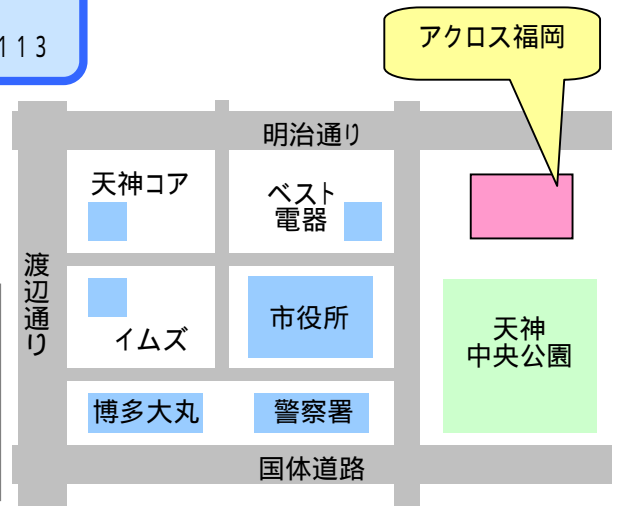 113
アクロス福岡
明治通り
天神コア
ベスト
電器
渡辺通り
市役所
イムズ
天神
中央公園
博多大丸
警察署
国体道路